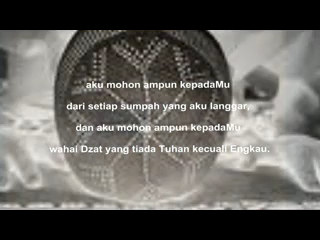 aku mohon ampun kepadaMu
dari setiap sumpah yang aku langgar,
dan aku mohon ampun kepadaMu
wahai Dzat yang tiada Tuhan kecuali Engkau.